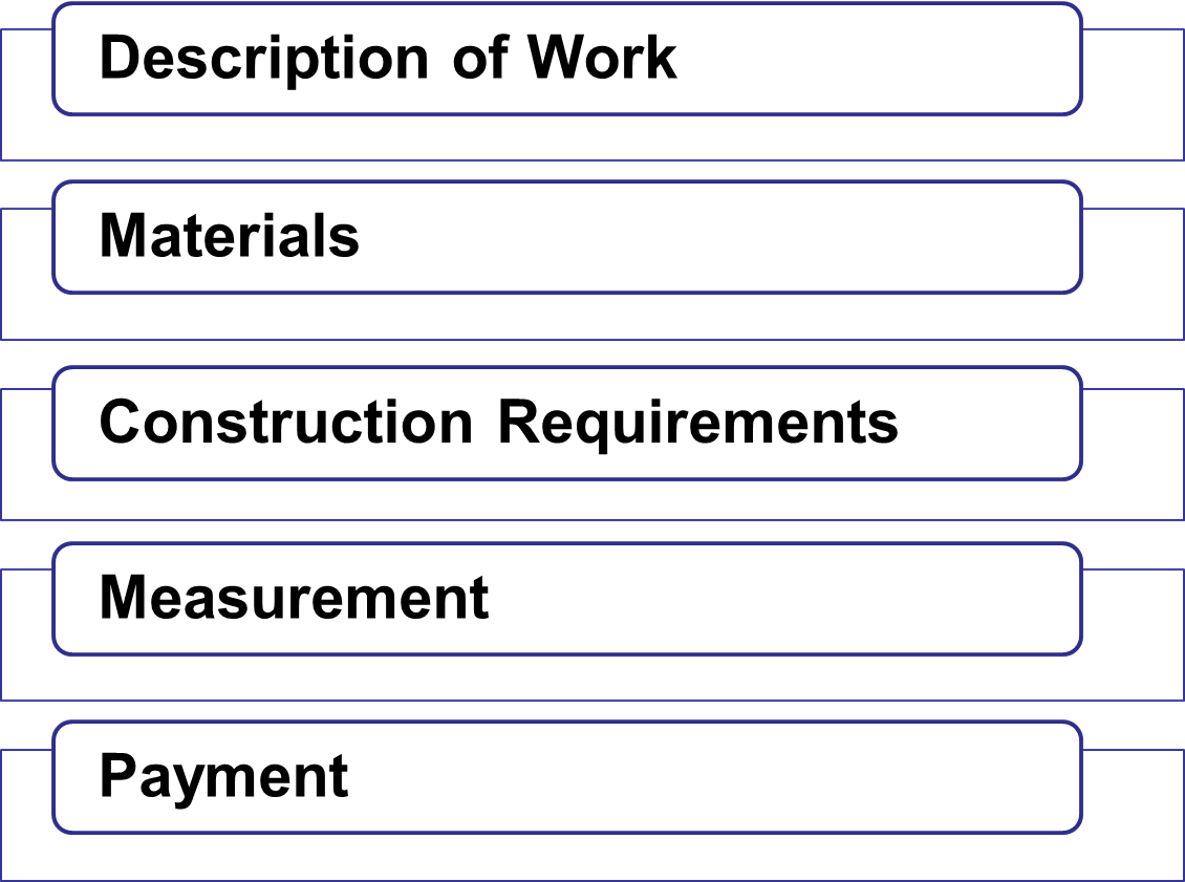 Description of Work
Materials
Construction Requirements
Measurement
Payment